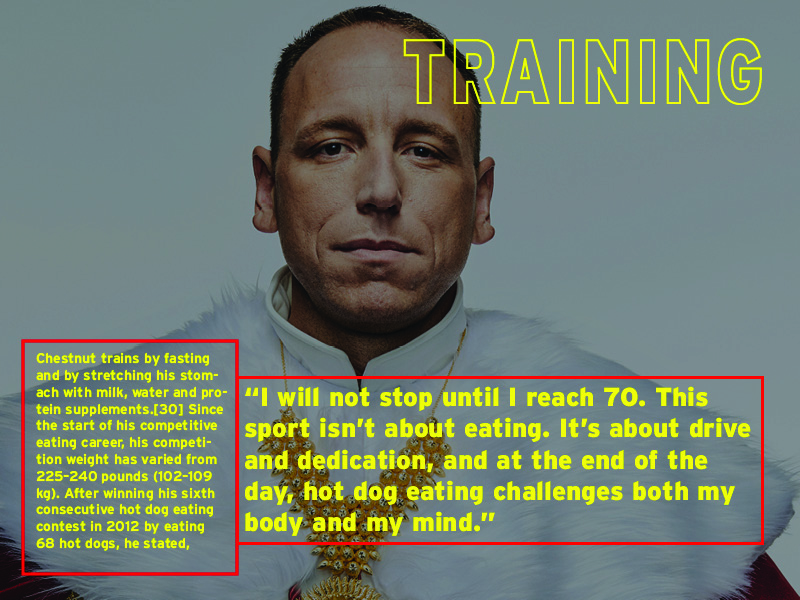 TRAINING
Chestnut trains by fasting
and by stretching his stom-
ach with milk, water and pro-
tein supplements.[30] Since
the start of his competitive
eating career, his competi-
tion weight has varied from
225-240 pounds (102-109
kg). After winning his sixth
consecutive hot dog eating
contest in 2012 by eating
68 hot dogs, he stated,
“I will not stop until I reach 70. This
sport isn’t about eating. It’s about drive
and dedication, and at the end of the
day, hot dog eating challenges both my
body and my mind.”